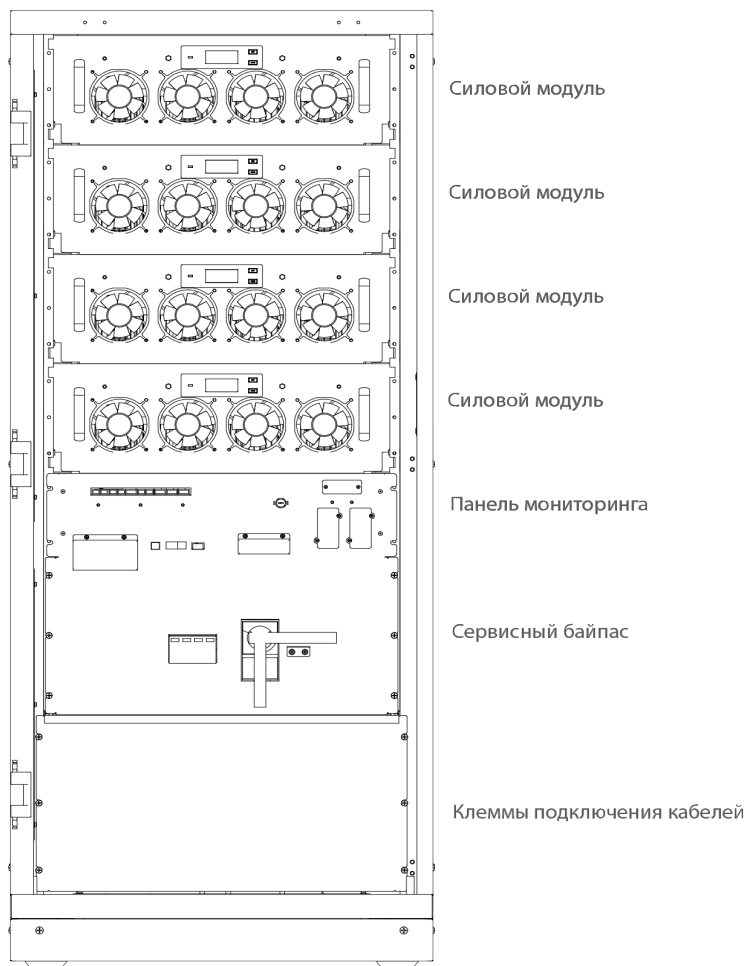 Силовой модуль
Силовой модуль
Силовой модуль
Силовой модуль
Панель мониторинга
Сервисный байпас
Клеммы подключения кабелей